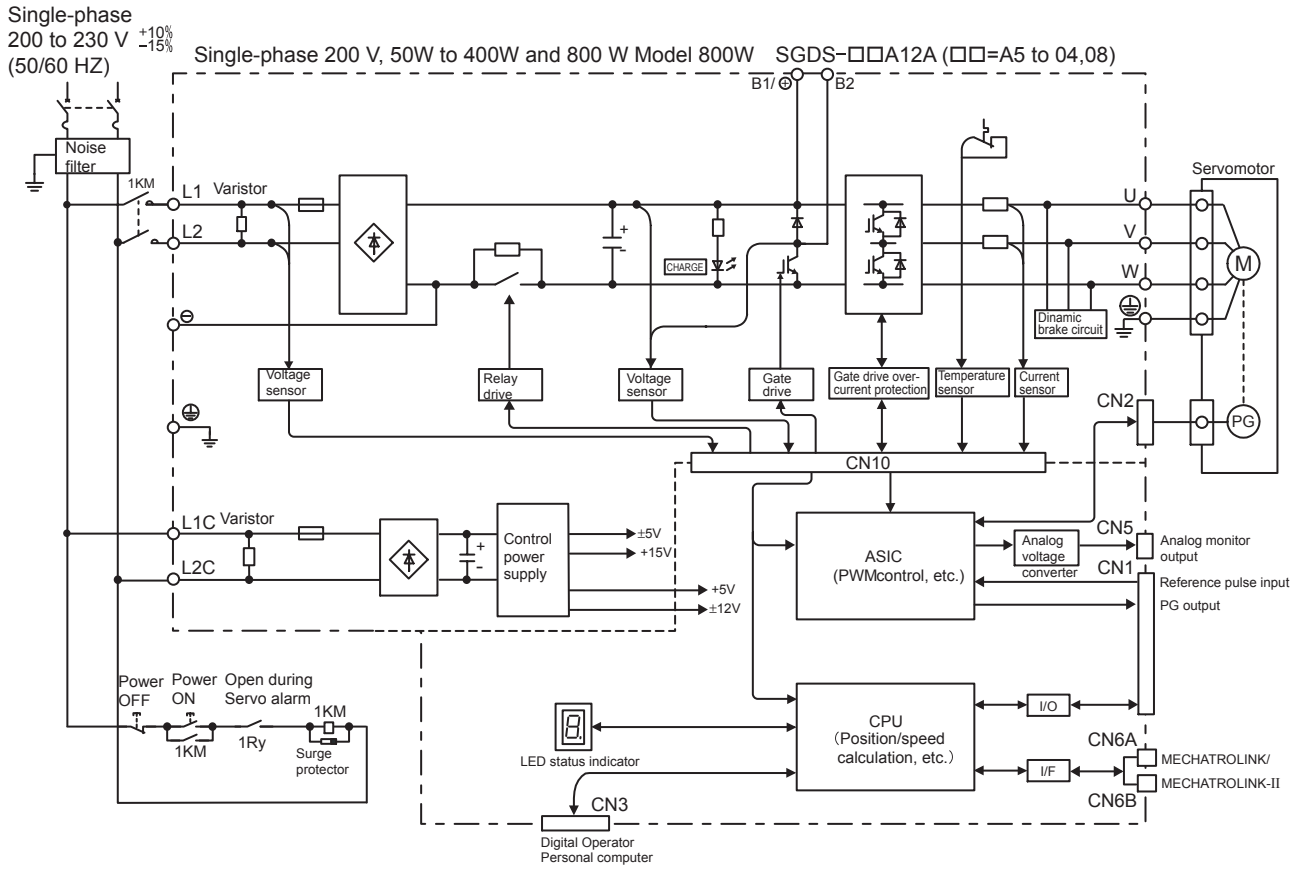 Single-phase
200 to 230 V +10% -15%
(50/60 HZ)
Single-phase 200 V, 50W to 400W and 800 W Model 800W SGDS-□□A12A (□□=A5 to 04,08)
B1/ ⊕ B2
Noise
filter
1KM
L1 Varistor
L2
+
-
CHARGE
U
V
W
Servomotor
M
⊖
Dinamic
brake circuit
Voltage
sensor
Relay
drive
Voltage
sensor
Gate
drive
Gate drive over-
current protection
Temperature
sensor
Current
sensor
CN2
PG
CN10
L1C Varistor
L2C
+
-
Control
power
supply
±5V
+15V
+5V
±12V
ASIC
(PWMcontrol, etc.)
Analog
voltage
converter
CN5
Analog monitor
output
CN1
Reference pulse input
PG output
Power
OFF
Power
ON
Open during
Servo alarm
1KM
1KM
1Ry
Surge
protector
8.
LED status indicator
CPU
(Position/speed
calculation, etc.)
I/O
I/F
CN6A
MECHATROLINK/
MECHATROLINK-II
CN6B
CN3
Digital Operator
Personal computer